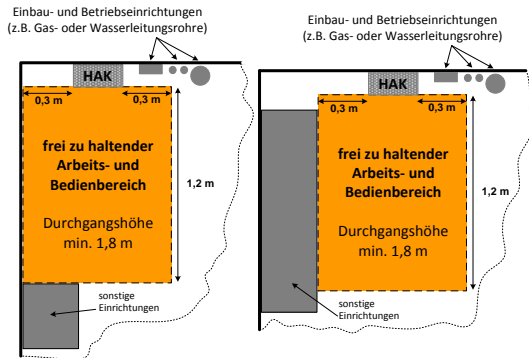 Einbau- und Betriebseinrichtungen
(z.B. Gas- oder Wasserleitungsrohre)
HAK
0,3 m
0,3 m
frei zu haltender
Arbeits- und
Bedienbereich
1,2 m
Durchgangshöhe
min. 1,8 m
sonstige
Einrichtungen
Einbau- und Betriebseinrichtungen
(z.B. Gas- oder Wasserleitungsrohre)
HAK
0,3 m
0,3 m
frei zu haltender
Arbeits- und
Bedienbereich
1,2 m
Durchgangshöhe
min. 1,8 m
sonstige
Einrichtungen